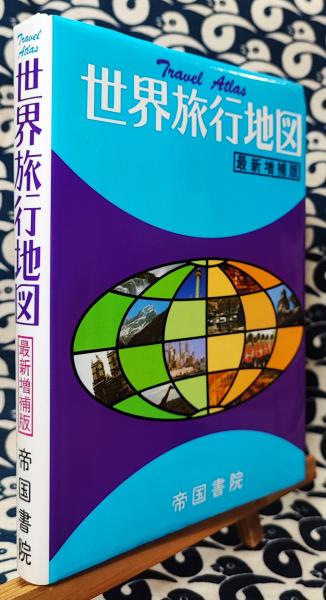 Travel Atlas
世界旅行地図
最新増補版
帝国書院
Travel
Atlas
世界旅行地図
最新増補版
帝国書院